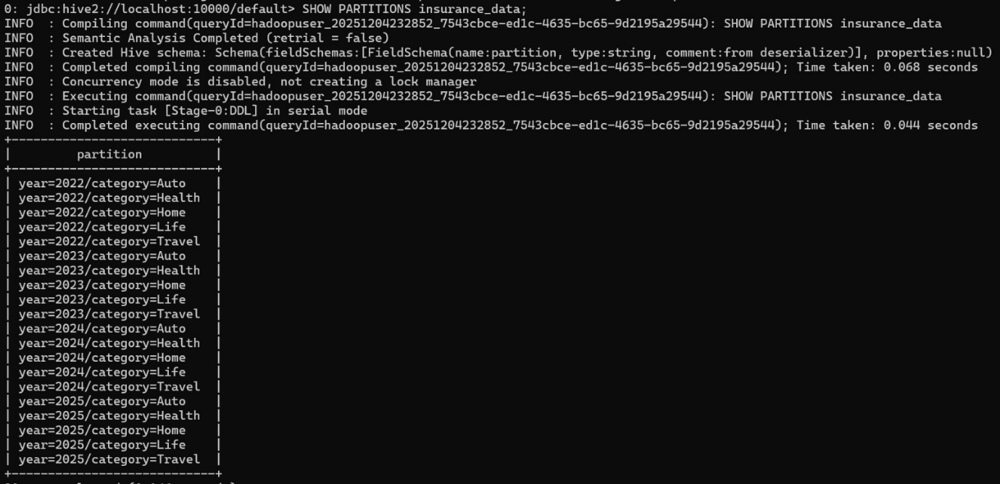 0: jdbc:hive2://localhost:10000/default> SHOW PARTITIONS insurance_data;
INFO  : Compiling command(queryId=hadoopuser_20251204232852_7543cbce-ed1c-4635-bc65-9d2195a29544): SHOW PARTITIONS insurance_data
INFO  : Semantic Analysis Completed (retrial = false)
INFO  : Created Hive schema: Schema(fieldSchemas:[FieldSchema(name:partition, type:string, comment:from deserializer)], properties:null)
INFO  : Completed compiling command(queryId=hadoopuser_20251204232852_7543cbce-ed1c-4635-bc65-9d2195a29544); Time taken: 0.068 seconds
INFO  : Concurrency mode is disabled, not creating a lock manager
INFO  : Executing command(queryId=hadoopuser_20251204232852_7543cbce-ed1c-4635-bc65-9d2195a29544): SHOW PARTITIONS insurance_data
INFO  : Starting task [Stage-0:DDL] in serial mode
INFO  : Completed executing command(queryId=hadoopuser_20251204232852_7543cbce-ed1c-4635-bc65-9d2195a29544); Time taken: 0.044 seconds
+----------------------------+
|         partition          |
+----------------------------+
| year=2022/category=Auto    |
| year=2022/category=Health  |
| year=2022/category=Home    |
| year=2022/category=Life    |
| year=2022/category=Travel  |
| year=2023/category=Auto    |
| year=2023/category=Health  |
| year=2023/category=Home    |
| year=2023/category=Life    |
| year=2023/category=Travel  |
| year=2024/category=Auto    |
| year=2024/category=Health  |
| year=2024/category=Home    |
| year=2024/category=Life    |
| year=2024/category=Travel  |
| year=2025/category=Auto    |
| year=2025/category=Health  |
| year=2025/category=Home    |
| year=2025/category=Life    |
| year=2025/category=Travel  |
+----------------------------+